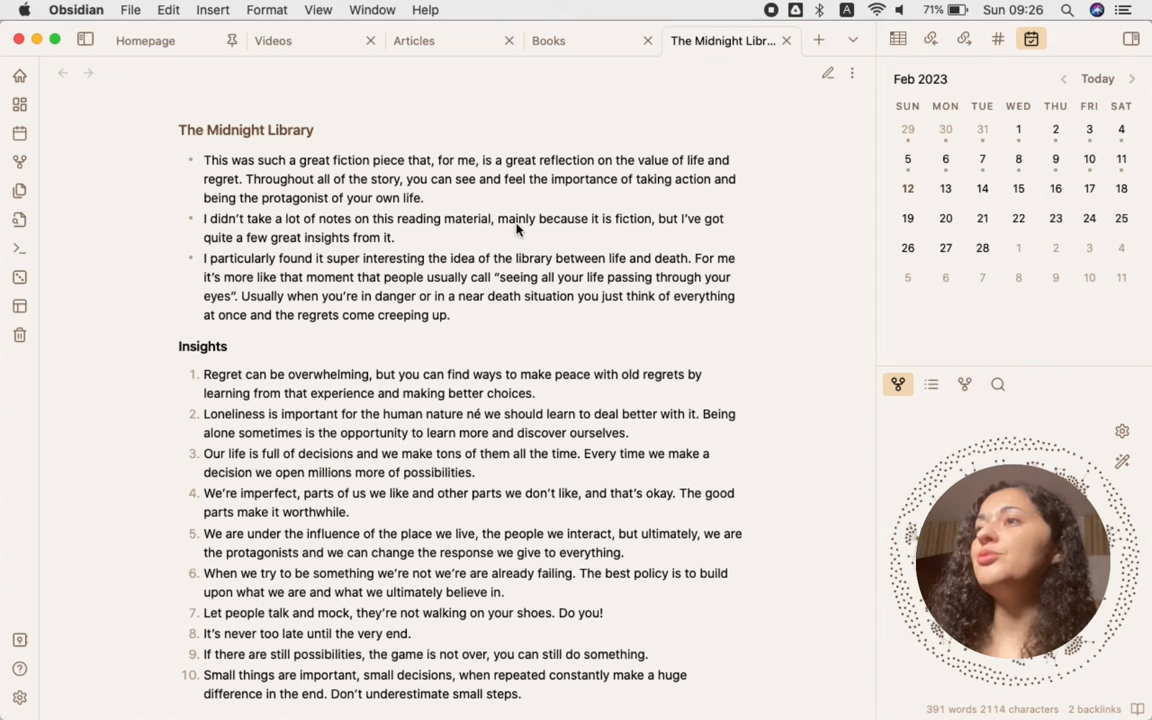 Obsidian File Edit Insert Format View Window Help A 71% Sun 09:26
Homepage Videos Articles Books The Midnight Libr...
Feb 2023 Today
SUN MON TUE WED THU FRI SAT
29 30 31 1 2 3 4
5 6 7 8 9 10 11
12 13 14 15 16 17 18
19 20 21 22 23 24 25
26 27 28 1 2 3 4
5 6 7 8 9 10 11
The Midnight Library
This was such a great fiction piece that, for me, is a great reflection on the value of life and
regret. Throughout all of the story, you can see and feel the importance of taking action and
being the protagonist of your own life.
I didn't take a lot of notes on this reading material, mainly because it is fiction, but I've got
quite a few great insights from it.
I particularly found it super interesting the idea of the library between life and death. For me
it's more like that moment that people usually call “seeing all your life passing through your
eyes”. Usually when you're in danger or in a near death situation you just think of everything
at once and the regrets come creeping up.
Insights
1. Regret can be overwhelming, but you can find ways to make peace with old regrets by
learning from that experience and making better choices.
2. Loneliness is important for the human nature né we should learn to deal better with it. Being
alone sometimes is the opportunity to learn more and discover ourselves.
3. Our life is full of decisions and we make tons of them all the time. Every time we make a
decision we open millions more of possibilities.
4. We're imperfect, parts of us we like and other parts we don't like, and that's okay. The good
parts make it worthwhile.
5. We are under the influence of the place we live, the people we interact, but ultimately, we are
the protagonists and we can change the response we give to everything.
6. When we try to be something we're not we're are already failing. The best policy is to build
upon what we are and what we ultimately believe in.
7. Let people talk and mock, they're not walking on your shoes. Do you!
8. It's never too late until the very end.
9. If there are still possibilities, the game is not over, you can still do something.
10. Small things are important, small decisions, when repeated constantly make a huge
difference in the end. Don't underestimate small steps.
391 words 2114 characters 2 backlinks